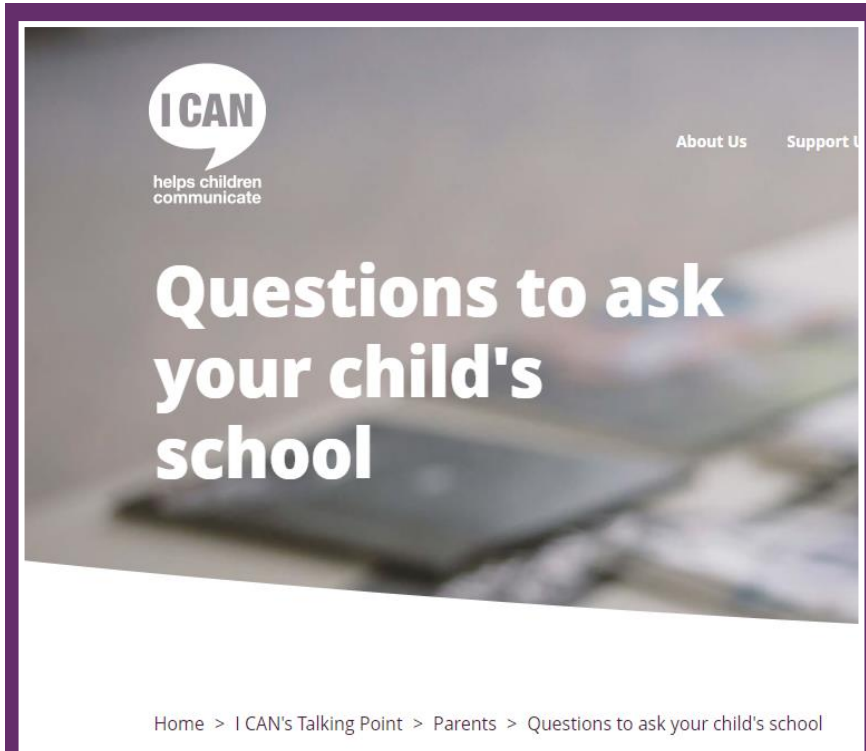 I CAN
helps children
communicate
About Us Support
Questions to ask
your child's
school
Home > I CAN's Talking Point > Parents > Questions to ask your child's school